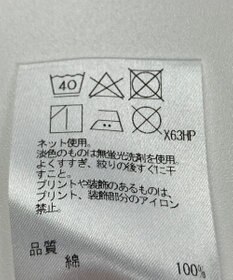 40
X63HP
ネット使用。
淡色のものは無蛍光洗剤を使用。
よくすすぎ、絞りの後すぐに干
すこと。
プリントや装飾のあるものは、
プリント、装飾部分のアイロン
禁止。
品質
綿 100%